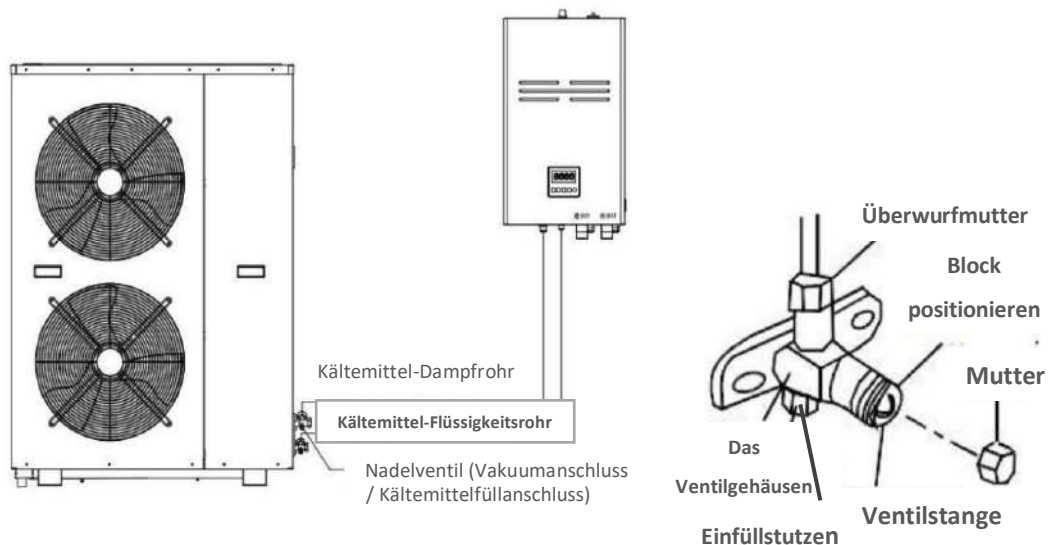 Kältemittel-Dampfrohr
Kältemittel-Flüssigkeitsrohr
Nadelventil (Vakuumanschluss
/ Kältemittelfüllanschluss)
Überwurfmutter
Block
positionieren
Mutter
Das
Ventilgehäusen
Einfüllstutzen
Ventilstange